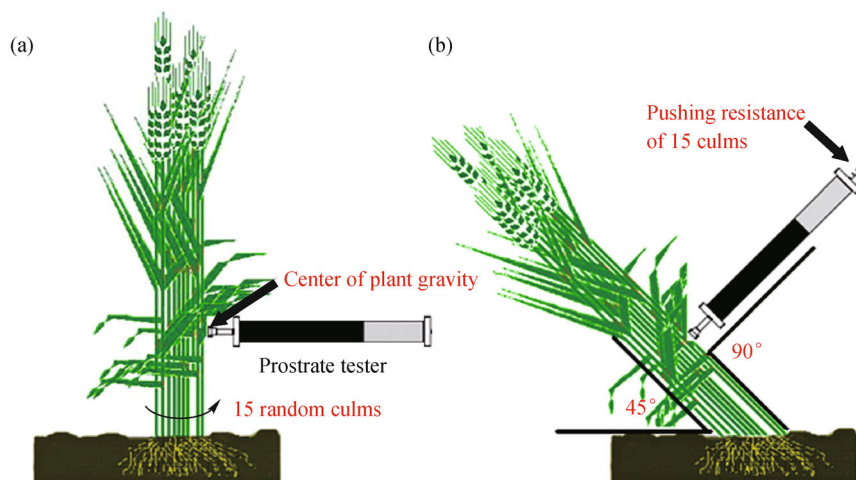 (a)
Center of plant gravity
Prostrate tester
15 random culms
(b)
Pushing resistance
of 15 culms
90°
45°